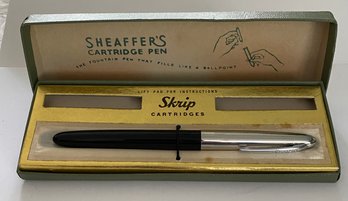 SHEAFFER'S
CARTRIDGE PEN
THE FOUNTAIN PEN THAT FILLS LIKE A BALLPOINT
LIFT PAD FOR INSTRUCTIONS
Skrip
CARTRIDGES